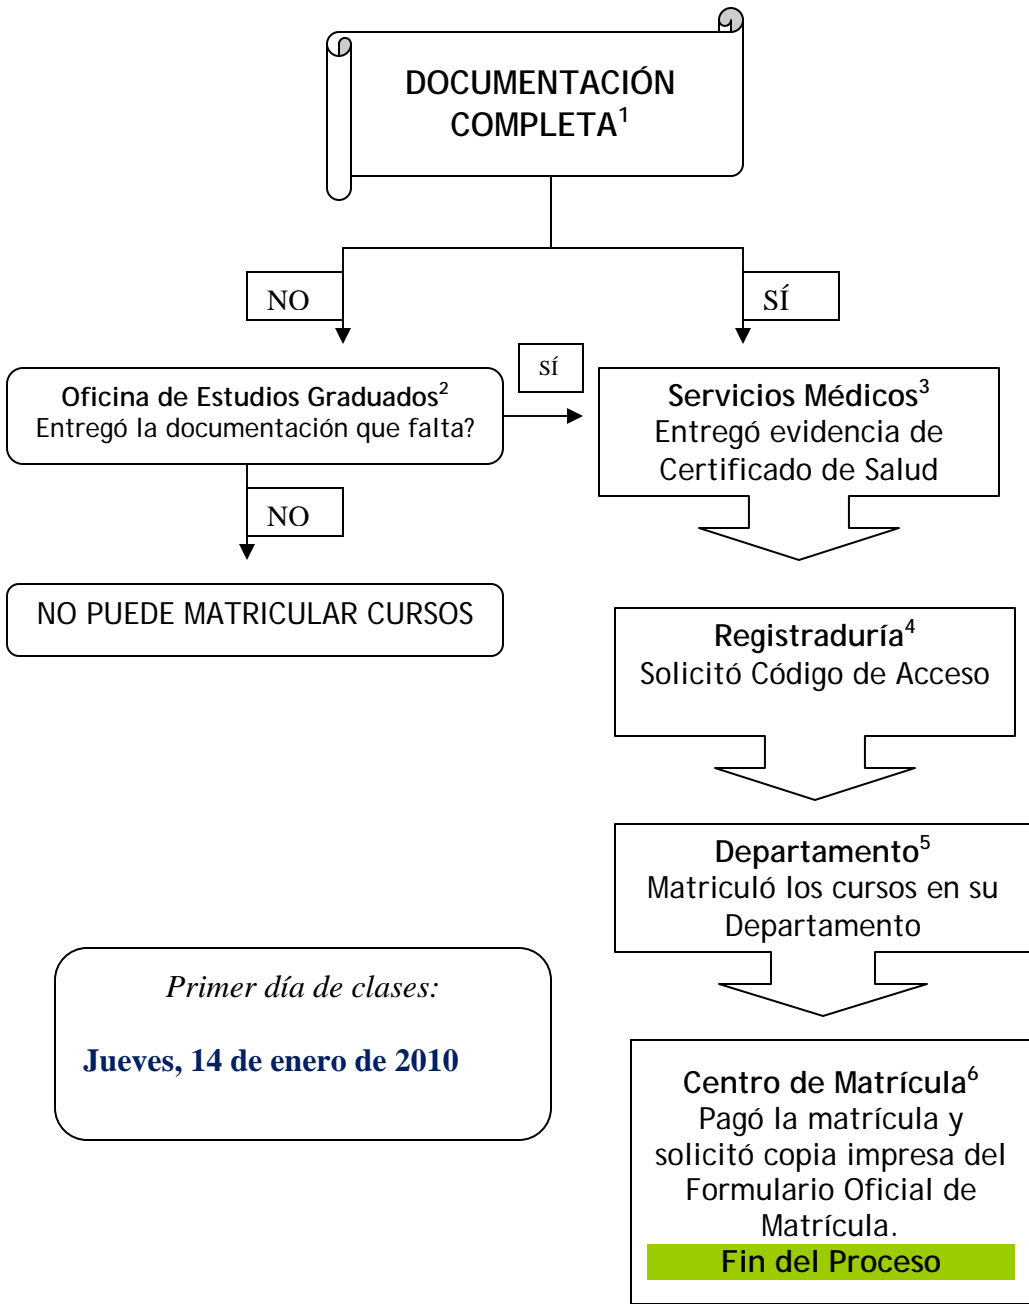 DOCUMENTACIÓN
COMPLETA¹
NO
SÍ
SÍ
Oficina de Estudios Graduados²
Entregó la documentación que falta?
Servicios Médicos³
Entregó evidencia de
Certificado de Salud
NO
NO PUEDE MATRICULAR CURSOS
Registraduría⁴
Solicitó Código de Acceso
Departamento⁵
Matriculó los cursos en su
Departamento
Primer día de clases:
Jueves, 14 de enero de 2010
Centro de Matrícula⁶
Pagó la matrícula y
solicitó copia impresa del
Formulario Oficial de
Matrícula.
Fin del Proceso